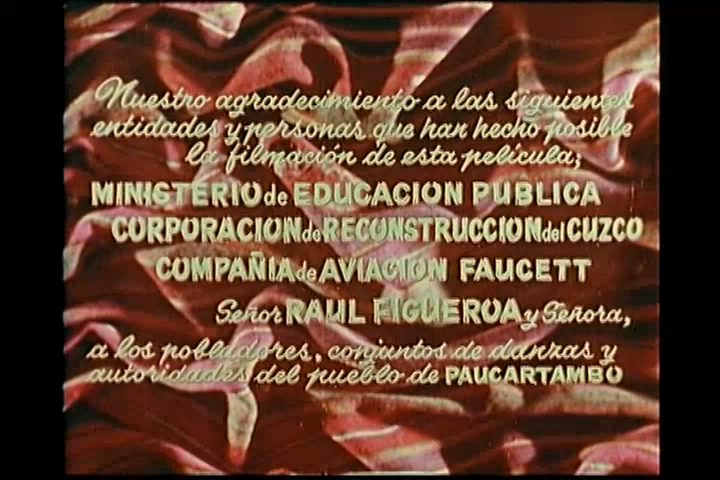 Nuestro agradecimiento a las siguientes
entidades y personas que han hecho posible
la filmación de esta película;
MINISTERIO de EDUCACION PUBLICA
CORPORACION de RECONSTRUCCION del CUZCO
COMPAÑIA de AVIACION FAUCETT
Señor RAUL FIGUEROA y Señora,
a los pobladores, conjuntos de danzas y
autoridades del pueblo de PAUCARTAMBO